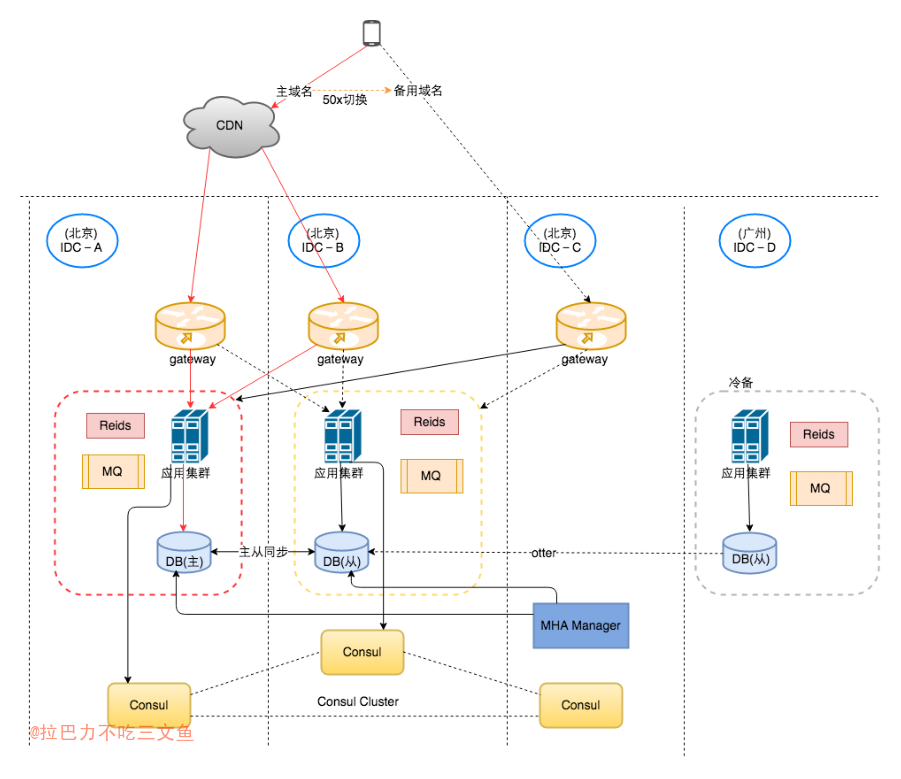 主域名
备用域名
50x切换
CDN
(北京)
IDC-A
(北京)
IDC-B
(北京)
IDC-C
(广州)
IDC-D
gateway
gateway
gateway
冷备
Reids
Reids
Reids
MQ
MQ
MQ
应用集群
应用集群
应用集群
DB(主)
主从同步
DB(从)
otter
DB(从)
MHA Manager
Consul
Consul
Consul Cluster
Consul
@拉巴力不吃三文鱼